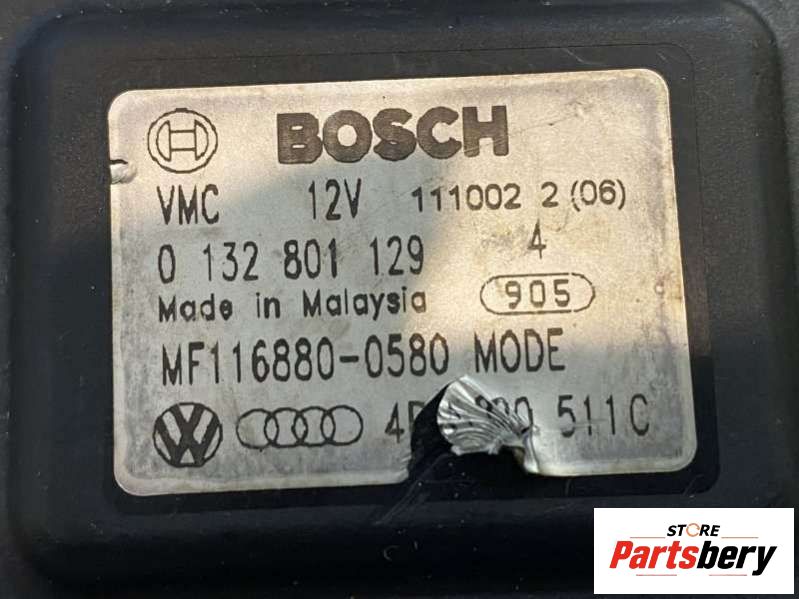 BOSCH
VMC 12V 111002 2 (06)
0 132 801 129 4
Made in Malaysia 905
MF116880-0580 MODE
511C
STORE
Partsbery